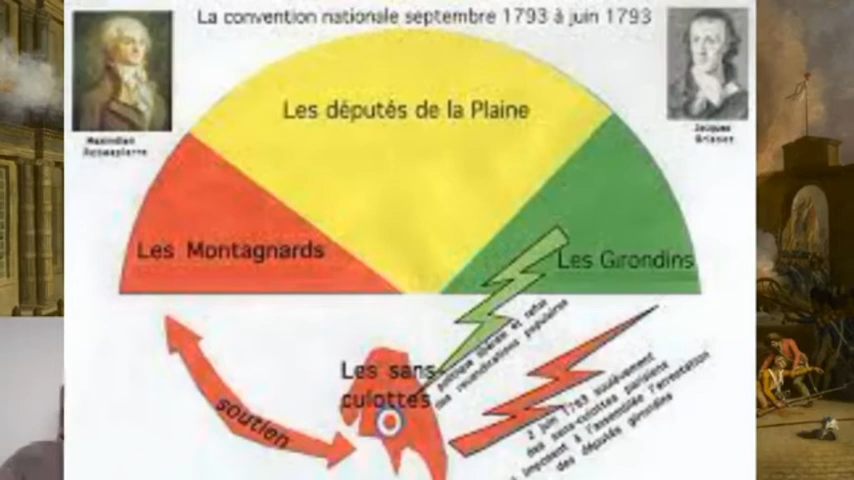 La convention nationale septembre 1793 à juin 1793
Les députés de la Plaine
Maximilien
Robespierre
Jacques
Brissot
Les Montagnards
Les Girondins
politique libérale et refus
des revendications populaires
Les sans-
culottes
soutien
2 juin 1793 soulèvement
des sans-culottes parisiens
imposent à l'assemblée l'arrestation
des députés girondins